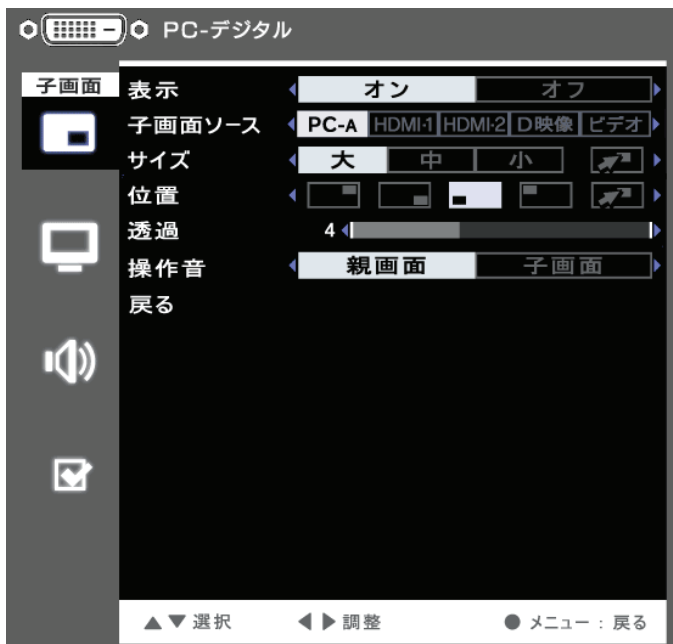 PC-デジタル
子画面
表示 オン オフ
子画面ソース PC-A HDMI-1 HDMI-2 D映像 ビデオ
サイズ 大 中 小
位置
透過 4
操作音 親画面 子画面
戻る
▲▼ 選択 ◀▶ 調整 ● メニュー : 戻る